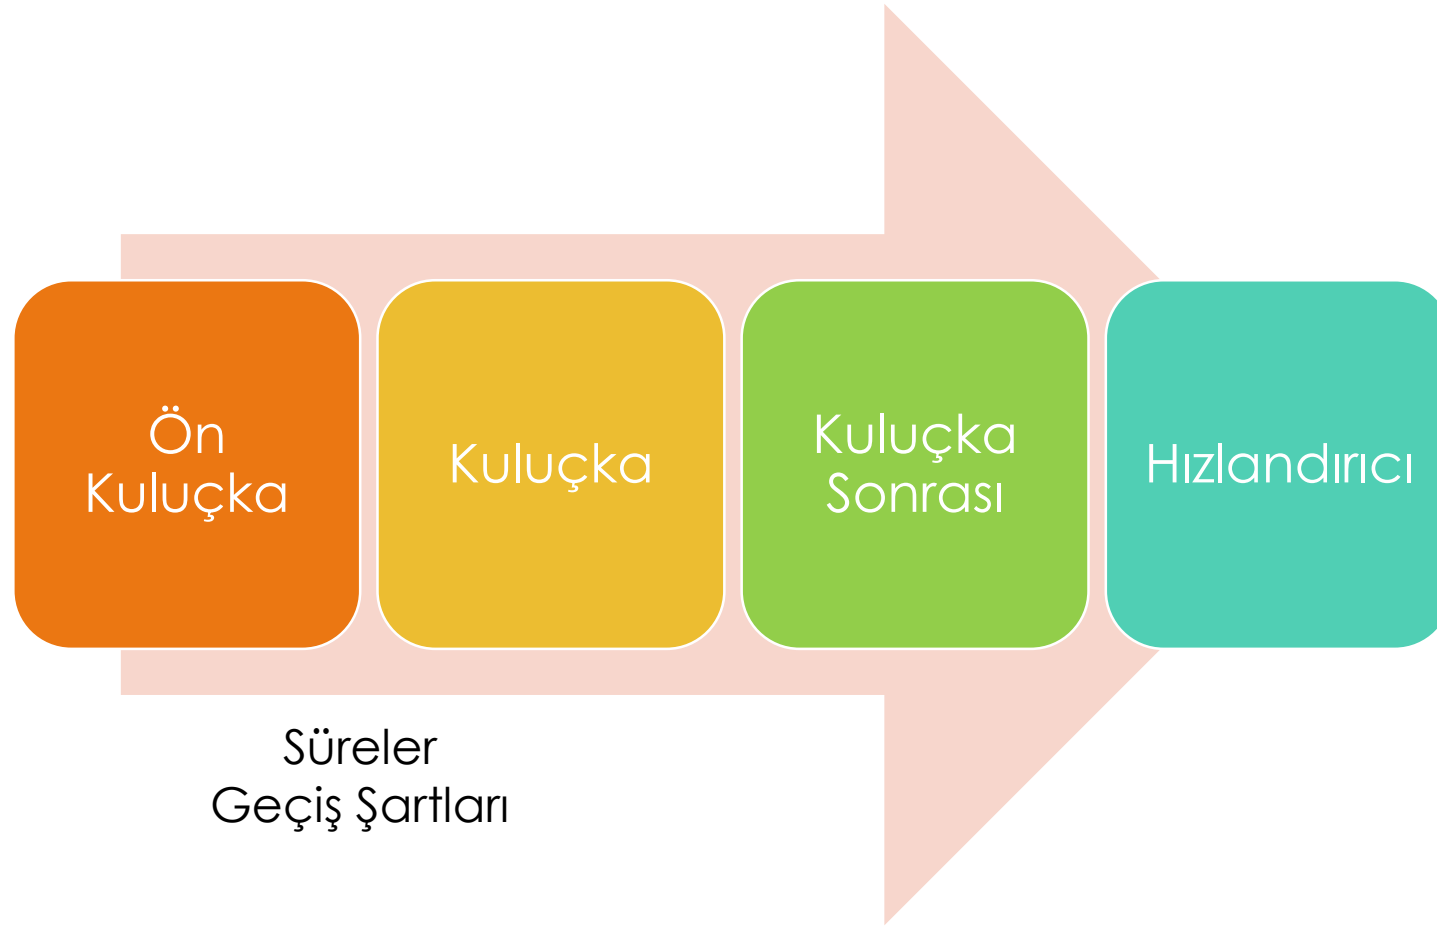 Ön
Kuluçka
Kuluçka
Kuluçka
Sonrası
Hızlandırıcı
Süreler
Geçiş Şartları